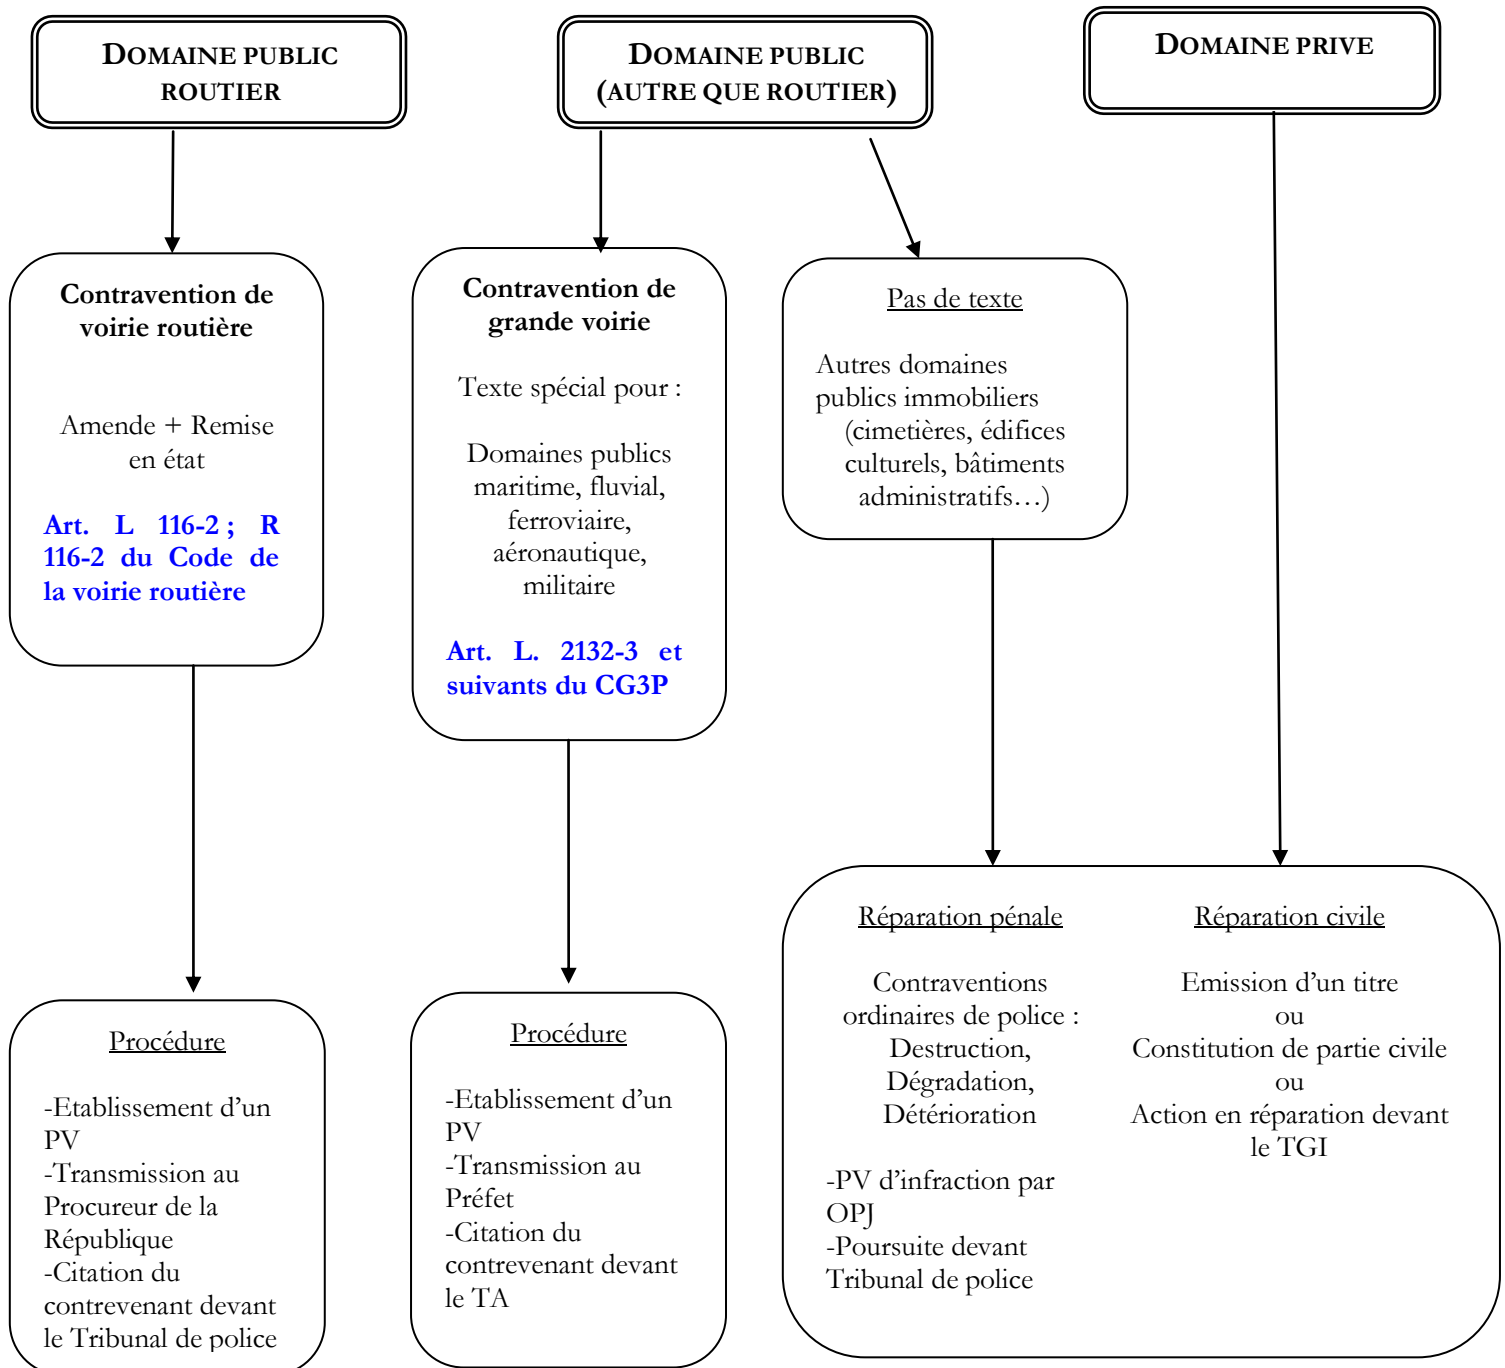 DOMAINE PUBLIC
ROUTIER
DOMAINE PUBLIC
(AUTRE QUE ROUTIER)
DOMAINE PRIVE
Contravention de
voirie routière
Amende + Remise
en état
Art. L 116-2 ; R
116-2 du Code de
la voirie routière
Contravention de
grande voirie
Texte spécial pour :
Domaines publics
maritime, fluvial,
ferroviaire,
aéronautique,
militaire
Art. L. 2132-3 et
suivants du CG3P
Pas de texte
Autres domaines
publics immobiliers
(cimetières, édifices
culturels, bâtiments
administratifs…)
Procédure
-Etablissement d’un
PV
-Transmission au
Procureur de la
République
-Citation du
contrevenant devant
le Tribunal de police
Procédure
-Etablissement d’un
PV
-Transmission au
Préfet
-Citation du
contrevenant devant
le TA
Réparation pénale
Contraventions
ordinaires de police :
Destruction,
Dégradation,
Détérioration
-PV d’infraction par
OPJ
-Poursuite devant
Tribunal de police
Réparation civile
Emission d’un titre
ou
Constitution de partie civile
ou
Action en réparation devant
le TGI